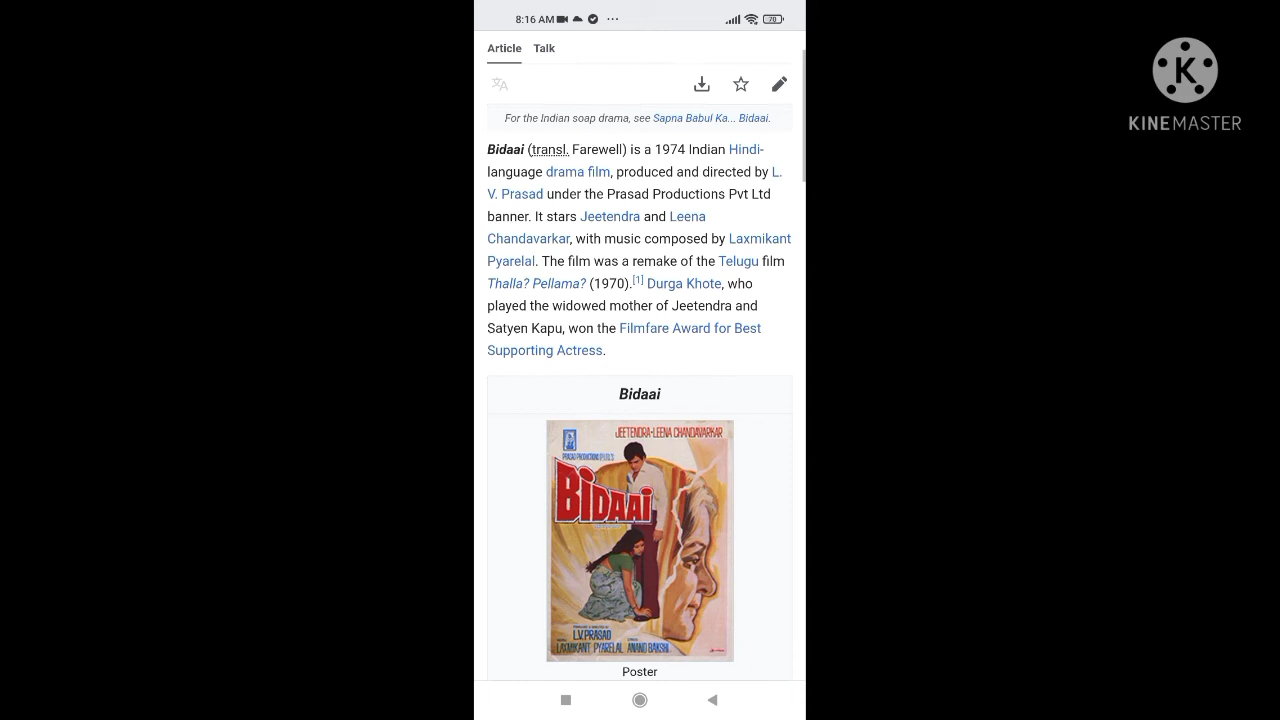 8:16 AM
70
KINEMASTER
Article Talk
For the Indian soap drama, see Sapna Babul Ka... Bidaai.
Bidaai (transl. Farewell) is a 1974 Indian Hindi-
language drama film, produced and directed by L.
V. Prasad under the Prasad Productions Pvt Ltd
banner. It stars Jeetendra and Leena
Chandavarkar, with music composed by Laxmikant
Pyarelal. The film was a remake of the Telugu film
Thalla? Pellama? (1970).[1] Durga Khote, who
played the widowed mother of Jeetendra and
Satyen Kapu, won the Filmfare Award for Best
Supporting Actress.
Bidaai
JEETENDRA-LEENA CHANDAVARKAR
BIDAAI
L.V. PRASAD
LAXMIKANT PYARELAL ANAND BAKSHI
Poster